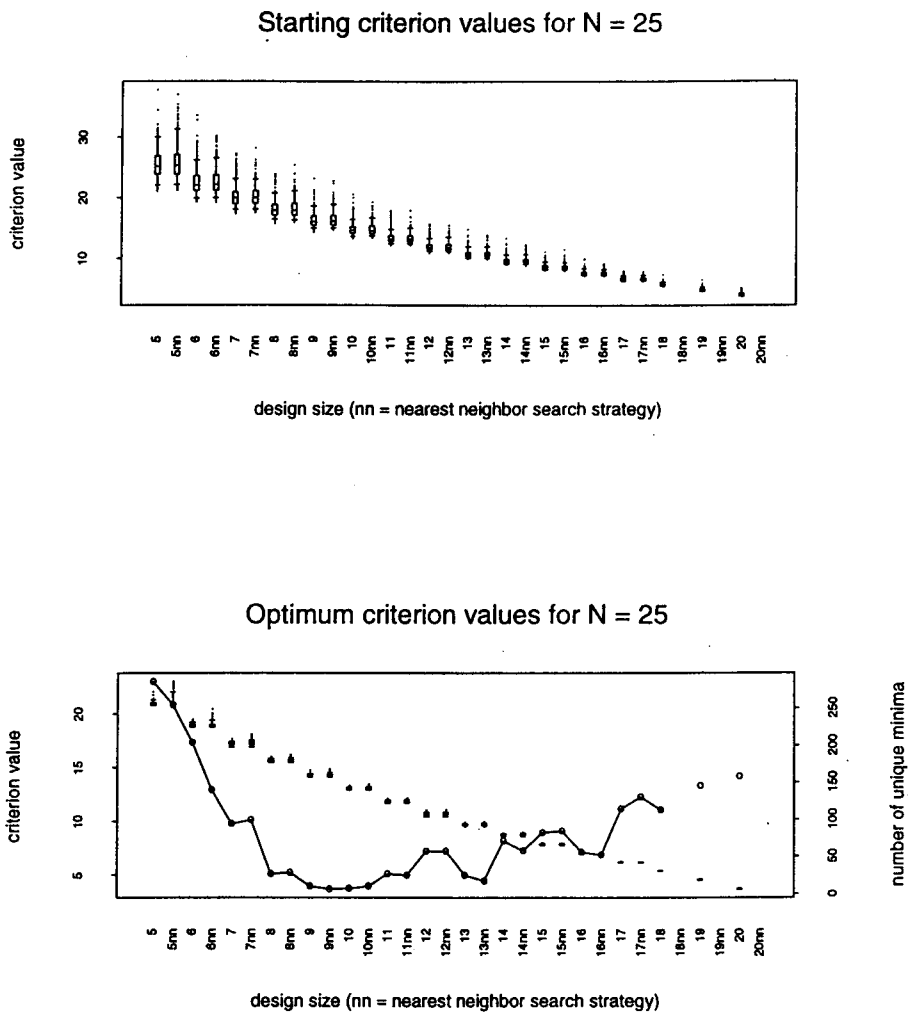 Starting criterion values for N = 25
criterion value
30
20
10
5
5nn
6
6nn
7
7nn
8
8nn
9
9nn
10
10nn
11
11nn
12
12nn
13
13nn
14
14nn
15
15nn
16
16nn
17
17nn
18
18nn
19
19nn
20
20nn
design size (nn = nearest neighbor search strategy)
Optimum criterion values for N = 25
criterion value
20
15
10
5
number of unique minima
250
200
150
100
50
0
5
5nn
6
6nn
7
7nn
8
8nn
9
9nn
10
10nn
11
11nn
12
12nn
13
13nn
14
14nn
15
15nn
16
16nn
17
17nn
18
18nn
19
19nn
20
20nn
design size (nn = nearest neighbor search strategy)